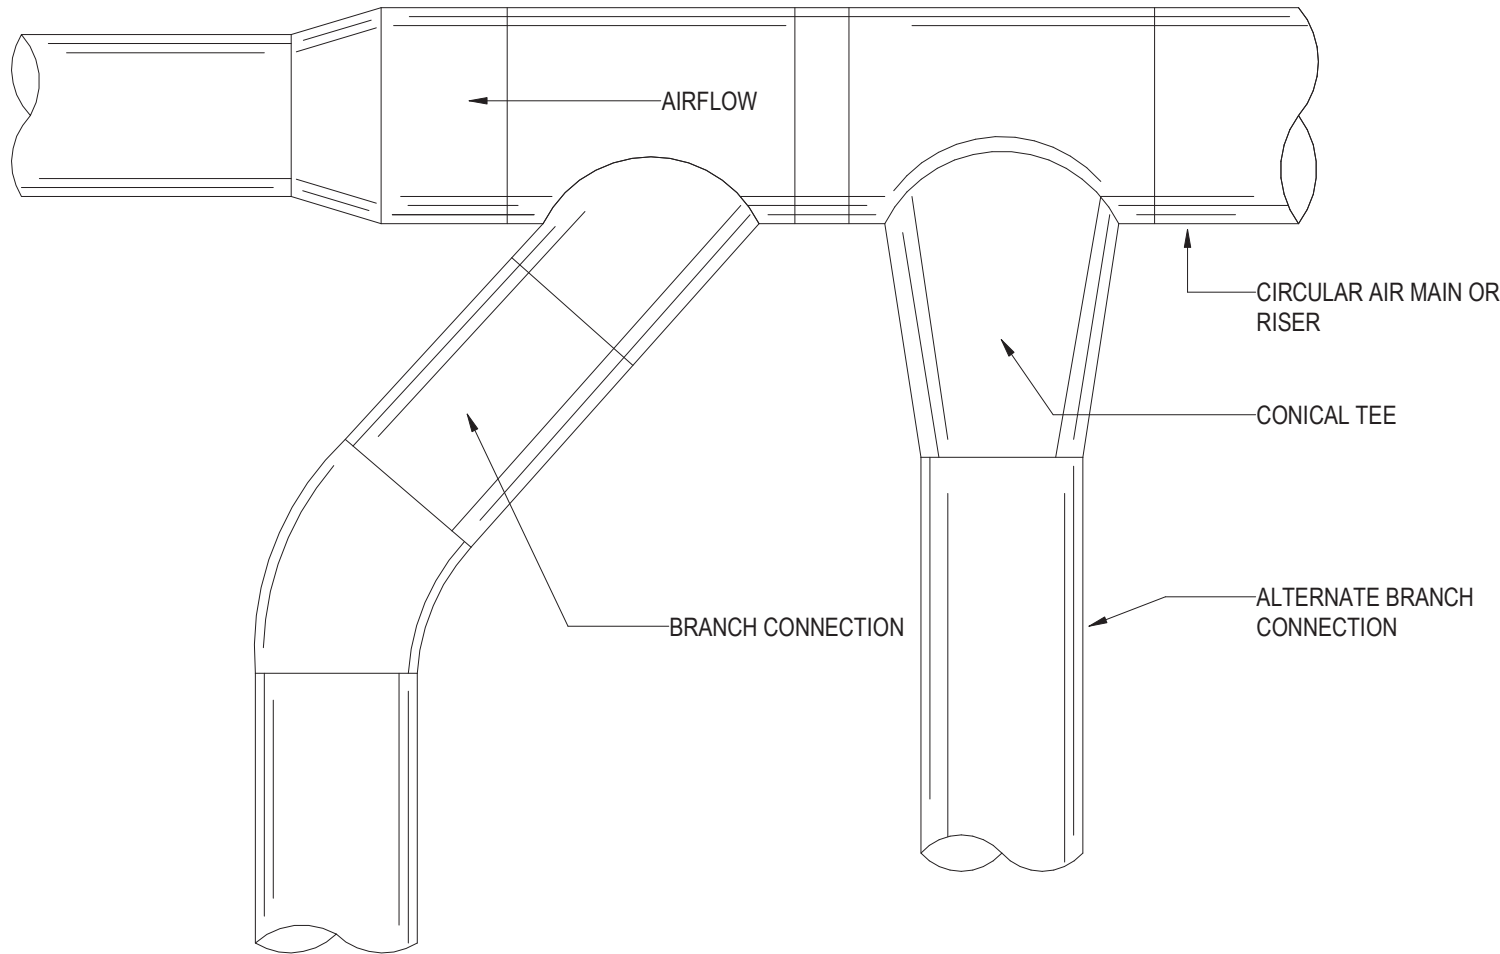 AIRFLOW
CIRCULAR AIR MAIN OR
RISER
CONICAL TEE
ALTERNATE BRANCH
CONNECTION
BRANCH CONNECTION